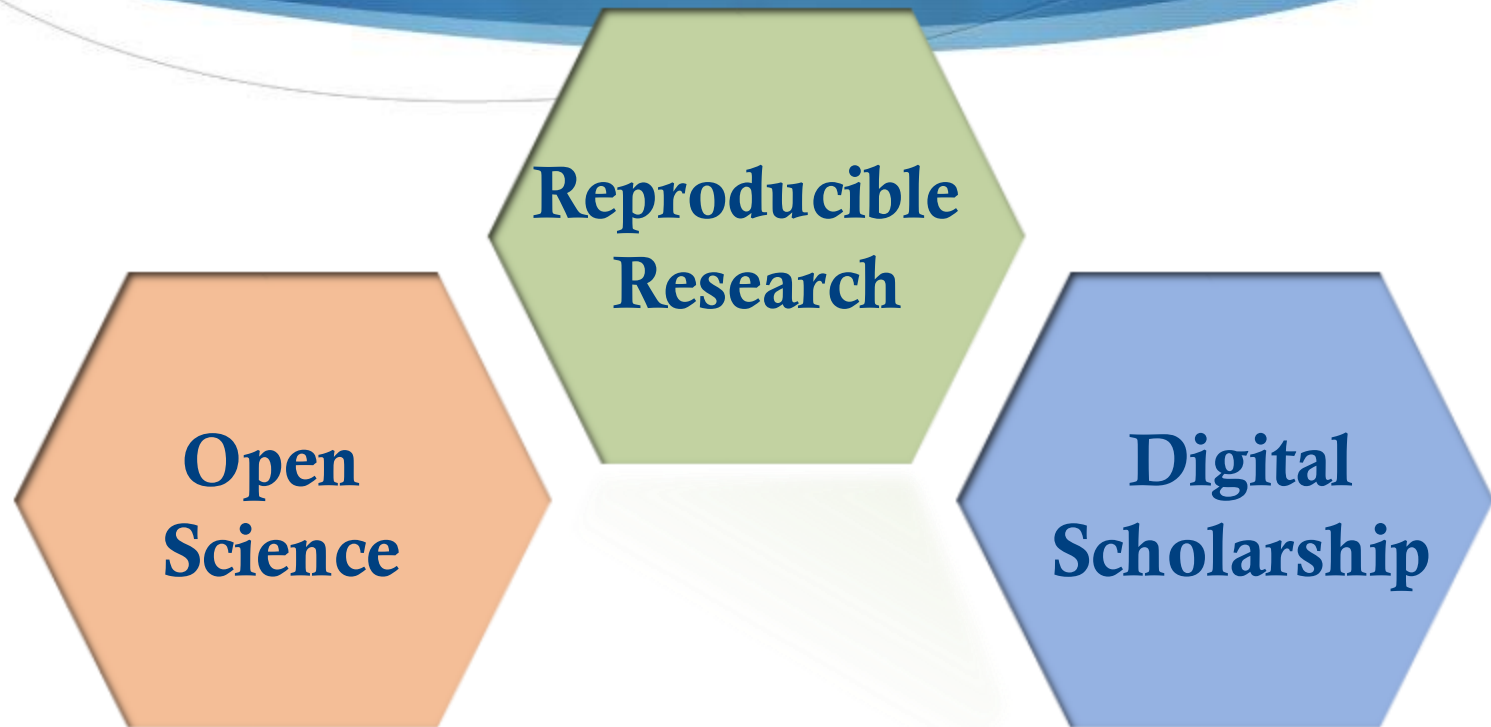 Reproducible
Research
Open
Science
Digital
Scholarship